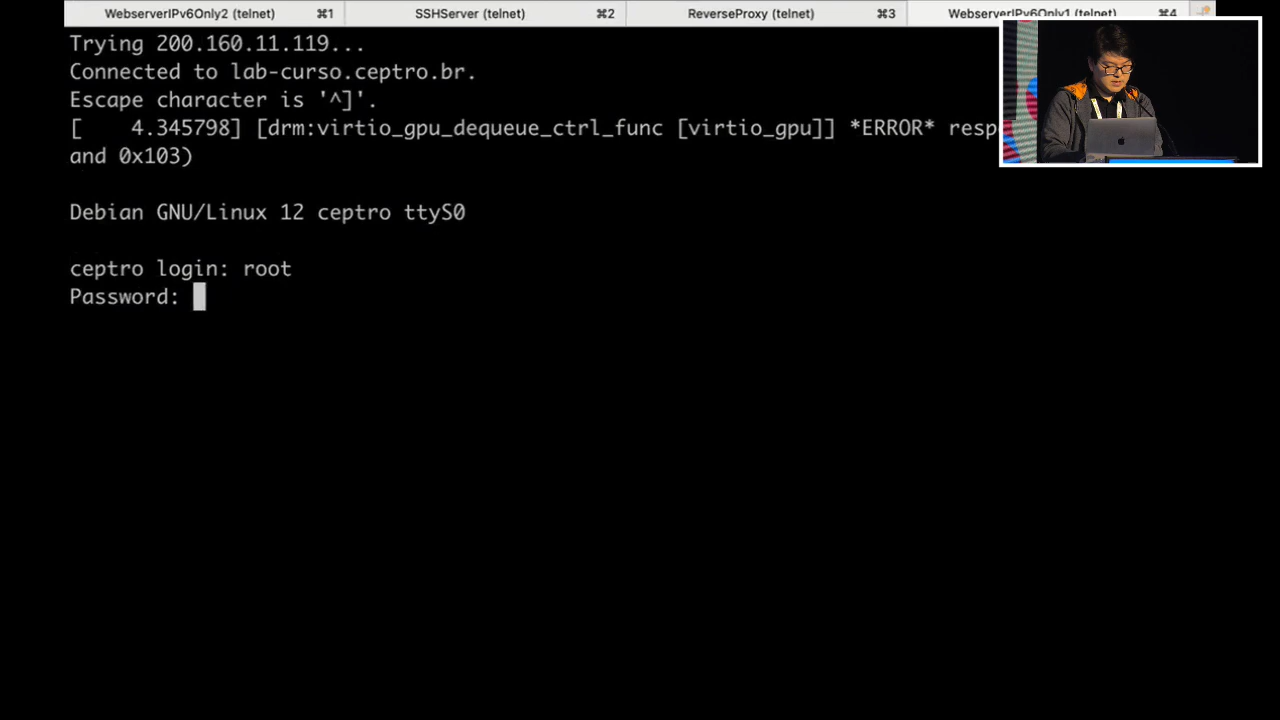 WebserverIPv6Only2 (telnet) ⌘1 SSHServer (telnet) ⌘2 ReverseProxy (telnet) ⌘3 WebserverIPv6Only1 (telnet) ⌘4
Trying 200.160.11.119...
Connected to lab-curso.ceptro.br.
Escape character is '^]'.
[    4.345798] [drm:virtio_gpu_dequeue_ctrl_func [virtio_gpu]] *ERROR* resp
and 0x103)
Debian GNU/Linux 12 ceptro ttyS0
ceptro login: root
Password: